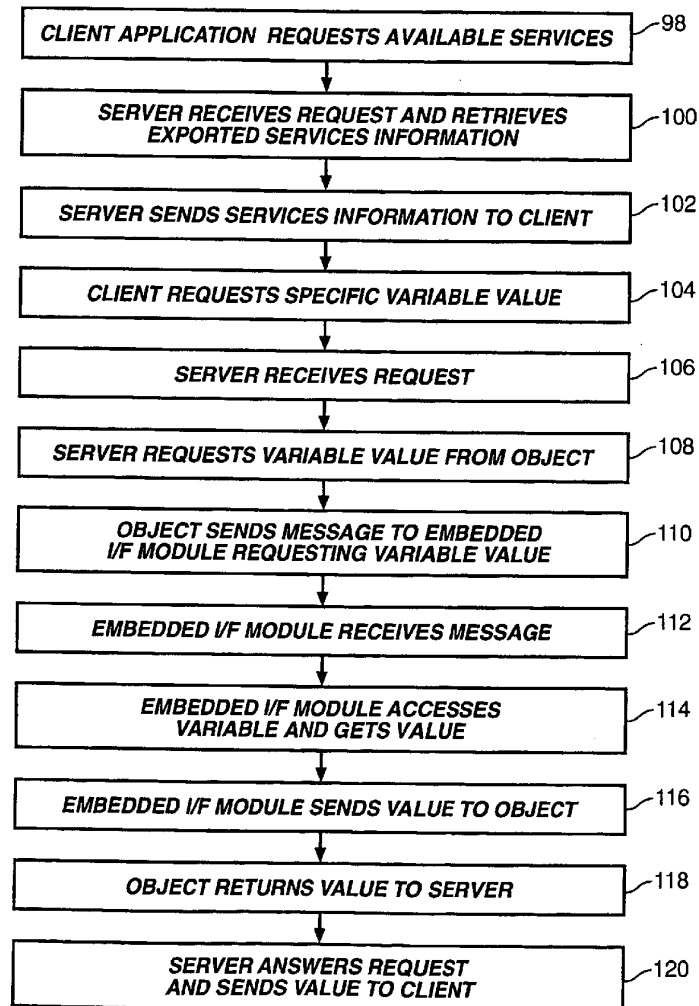 CLIENT APPLICATION REQUESTS AVAILABLE SERVICES
98
SERVER RECEIVES REQUEST AND RETRIEVES
EXPORTED SERVICES INFORMATION
100
SERVER SENDS SERVICES INFORMATION TO CLIENT
102
CLIENT REQUESTS SPECIFIC VARIABLE VALUE
104
SERVER RECEIVES REQUEST
106
SERVER REQUESTS VARIABLE VALUE FROM OBJECT
108
OBJECT SENDS MESSAGE TO EMBEDDED
I/F MODULE REQUESTING VARIABLE VALUE
110
EMBEDDED I/F MODULE RECEIVES MESSAGE
112
EMBEDDED I/F MODULE ACCESSES
VARIABLE AND GETS VALUE
114
EMBEDDED I/F MODULE SENDS VALUE TO OBJECT
116
OBJECT RETURNS VALUE TO SERVER
118
SERVER ANSWERS REQUEST
AND SENDS VALUE TO CLIENT
120